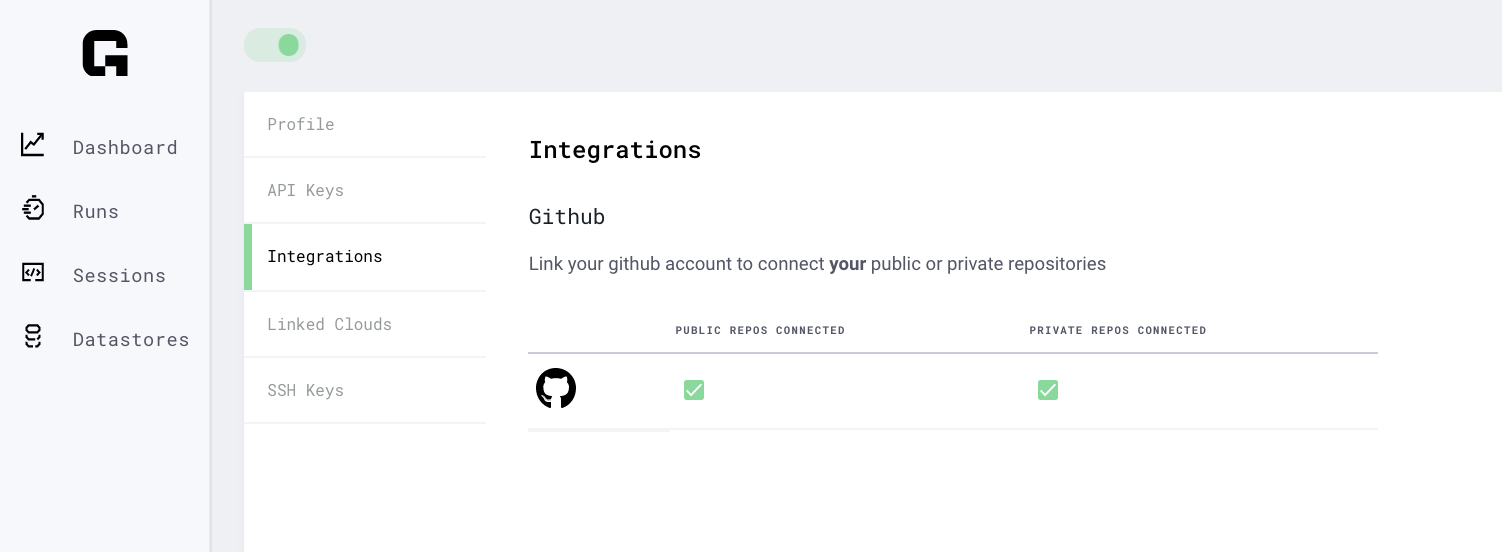 Dashboard
Runs
Sessions
Datastores
Profile
API Keys
Integrations
Linked Clouds
SSH Keys
Integrations
Github
Link your github account to connect your public or private repositories
PUBLIC REPOS CONNECTED
PRIVATE REPOS CONNECTED